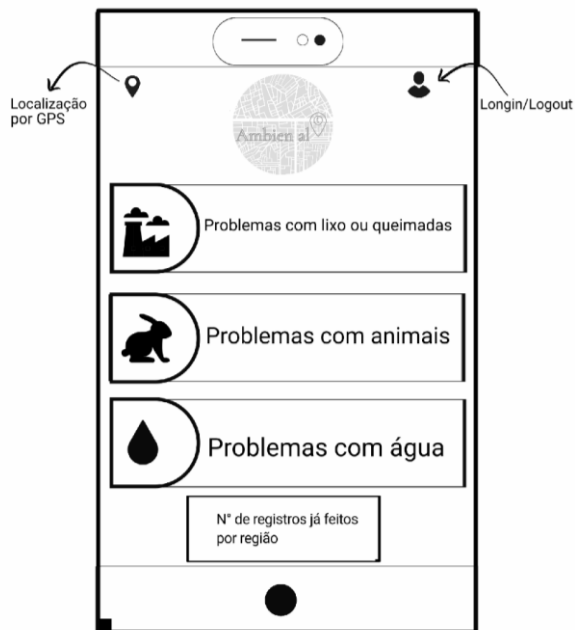 Localização
por GPS
Longin/Logout
Ambien al
Problemas com lixo ou queimadas
Problemas com animais
Problemas com água
N° de registros já feitos
por região